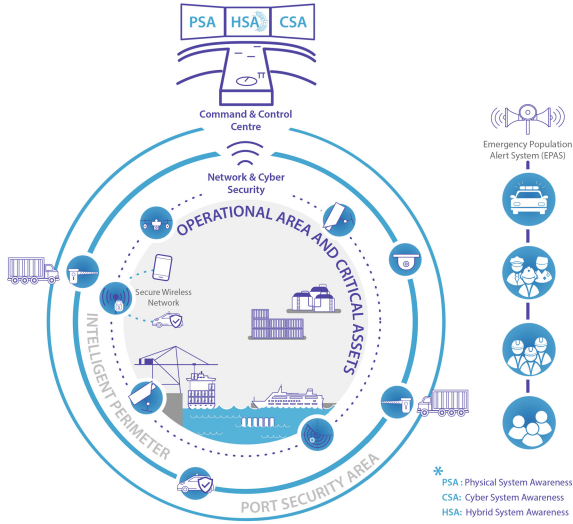 PSA HSA CSA
Command & Control
Centre
Network & Cyber
Security
OPERATIONAL AREA AND CRITICAL ASSETS
Secure Wireless
Network
INTELLIGENT PERIMETER
PORT SECURITY AREA
Emergency Population
Alert System (EPAS)
* PSA : Physical System Awareness
CSA: Cyber System Awareness
HSA: Hybrid System Awareness